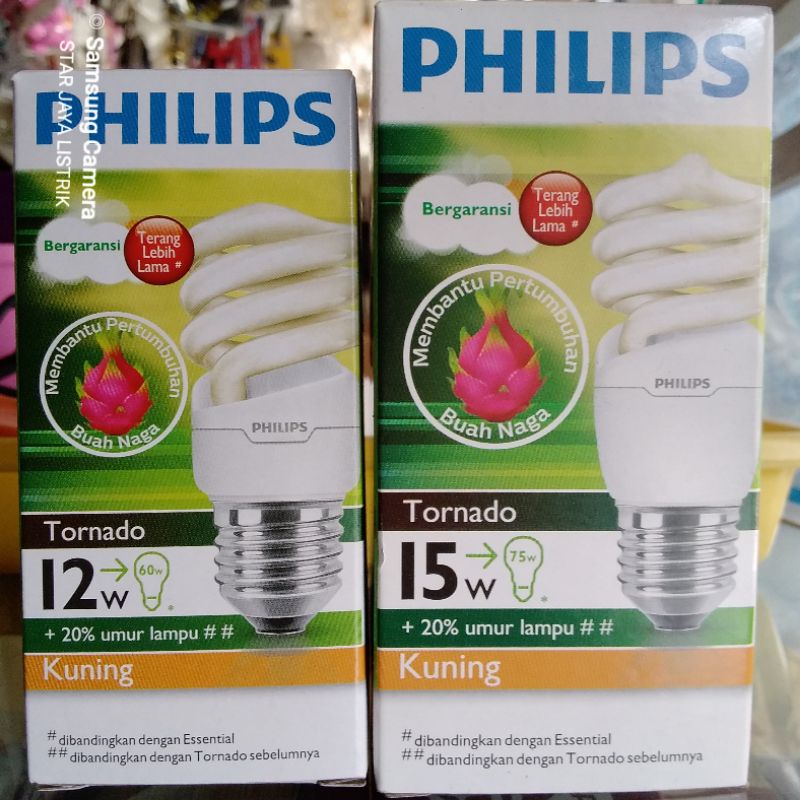 © Samsung Camera
STAR JAYA LISTRIK
PHILIPS
Bergaransi
Terang
Lebih
Lama #
Membantu Pertumbuhan
Buah Naga
PHILIPS
Tornado
12w → 60w *
+ 20% umur lampu # #
Kuning
# dibandingkan dengan Essential
## dibandingkan dengan Tornado sebelumnya
PHILIPS
Bergaransi
Terang
Lebih
Lama #
Membantu Pertumbuhan
Buah Naga
PHILIPS
Tornado
15w → 75w *
+ 20% umur lampu # #
Kuning
# dibandingkan dengan Essential
## dibandingkan dengan Tornado sebelumnya